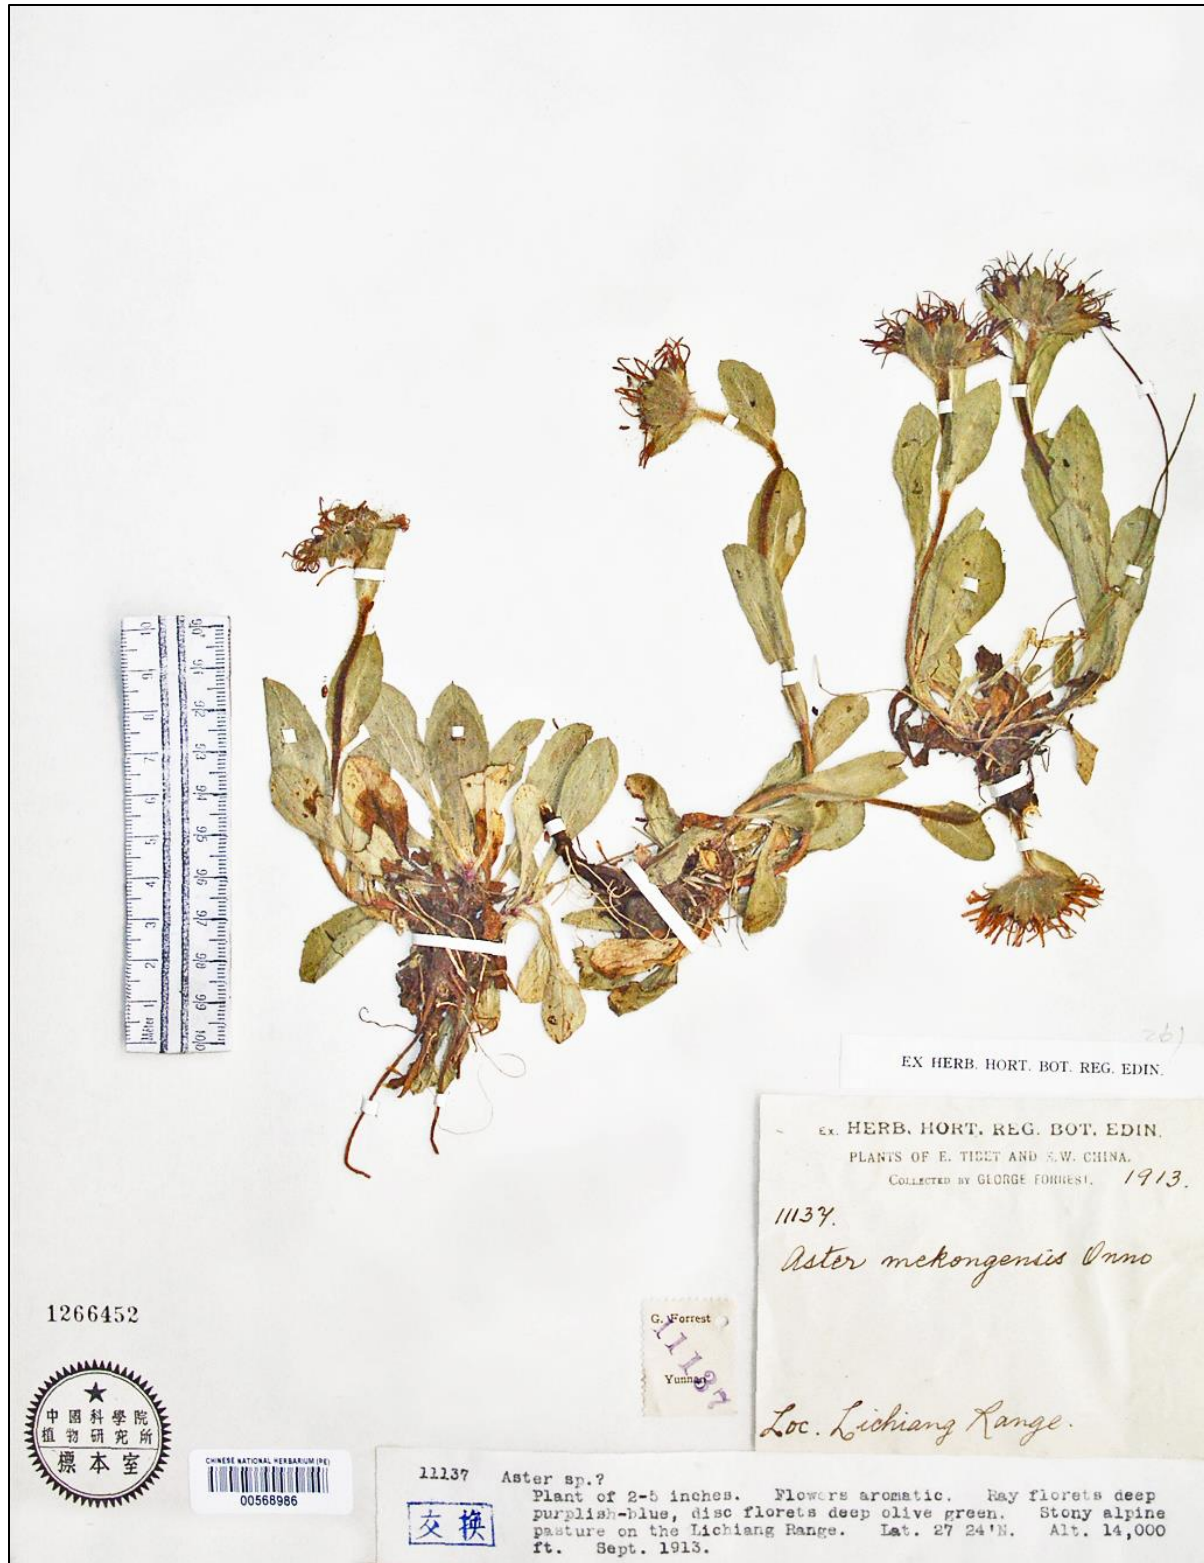 EX HERB. HORT. BOT. REG. EDIN.
Ex. HERB. HORT. REG. BOT. EDIN.
PLANTS OF E. TIBET AND S.W. CHINA.
COLLECTED BY GEORGE FORREST. 1913.
11137.
Aster mekongensis Onno
Loc. Lichiang Range.
1266452
G. Forrest
11137
Yunnan
中國科學院
植物研究所
標本室
CHINESE NATIONAL HERBARIUM (PE)
00568986
11137 Aster sp.?
Plant of 2-5 inches. Flowers aromatic. Ray florets deep
purplish-blue, disc florets deep olive green. Stony alpine
pasture on the Lichiang Range. Lat. 27 24'N. Alt. 14,000
ft. Sept. 1913.
交換